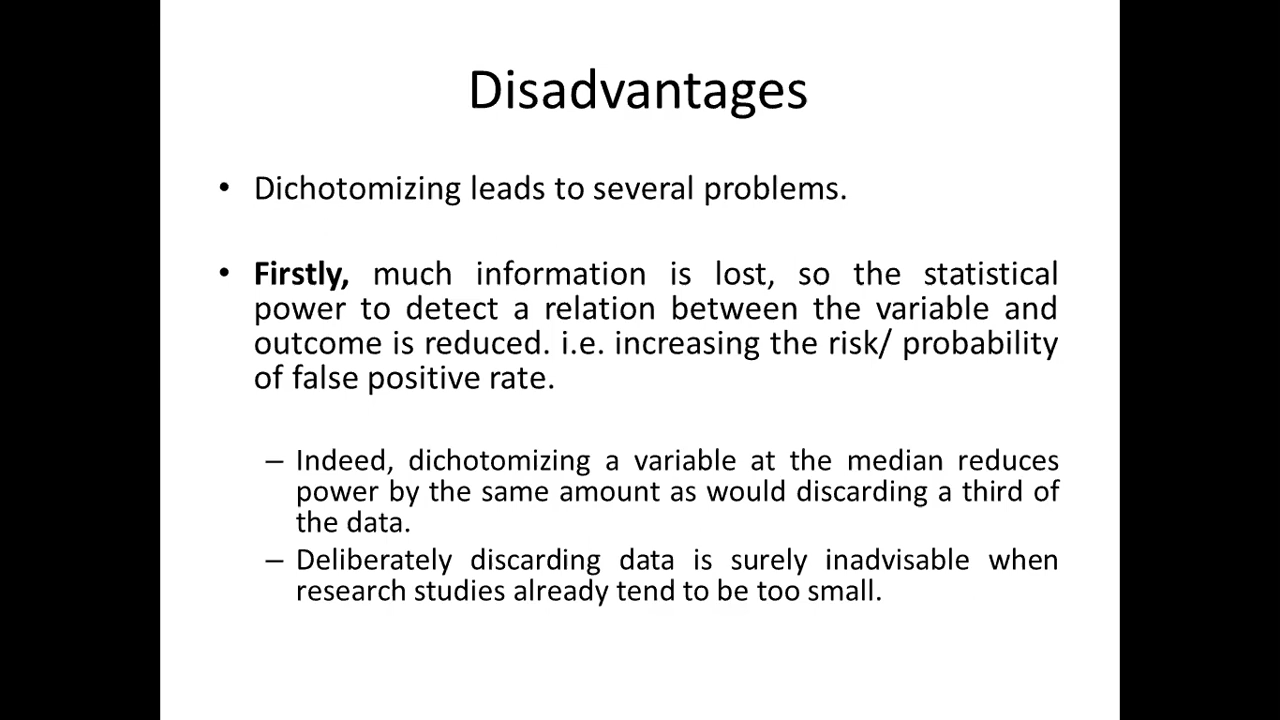 Disadvantages
• Dichotomizing leads to several problems.
• Firstly, much information is lost, so the statistical
power to detect a relation between the variable and
outcome is reduced. i.e. increasing the risk/ probability
of false positive rate.
– Indeed, dichotomizing a variable at the median reduces
power by the same amount as would discarding a third of
the data.
– Deliberately discarding data is surely inadvisable when
research studies already tend to be too small.